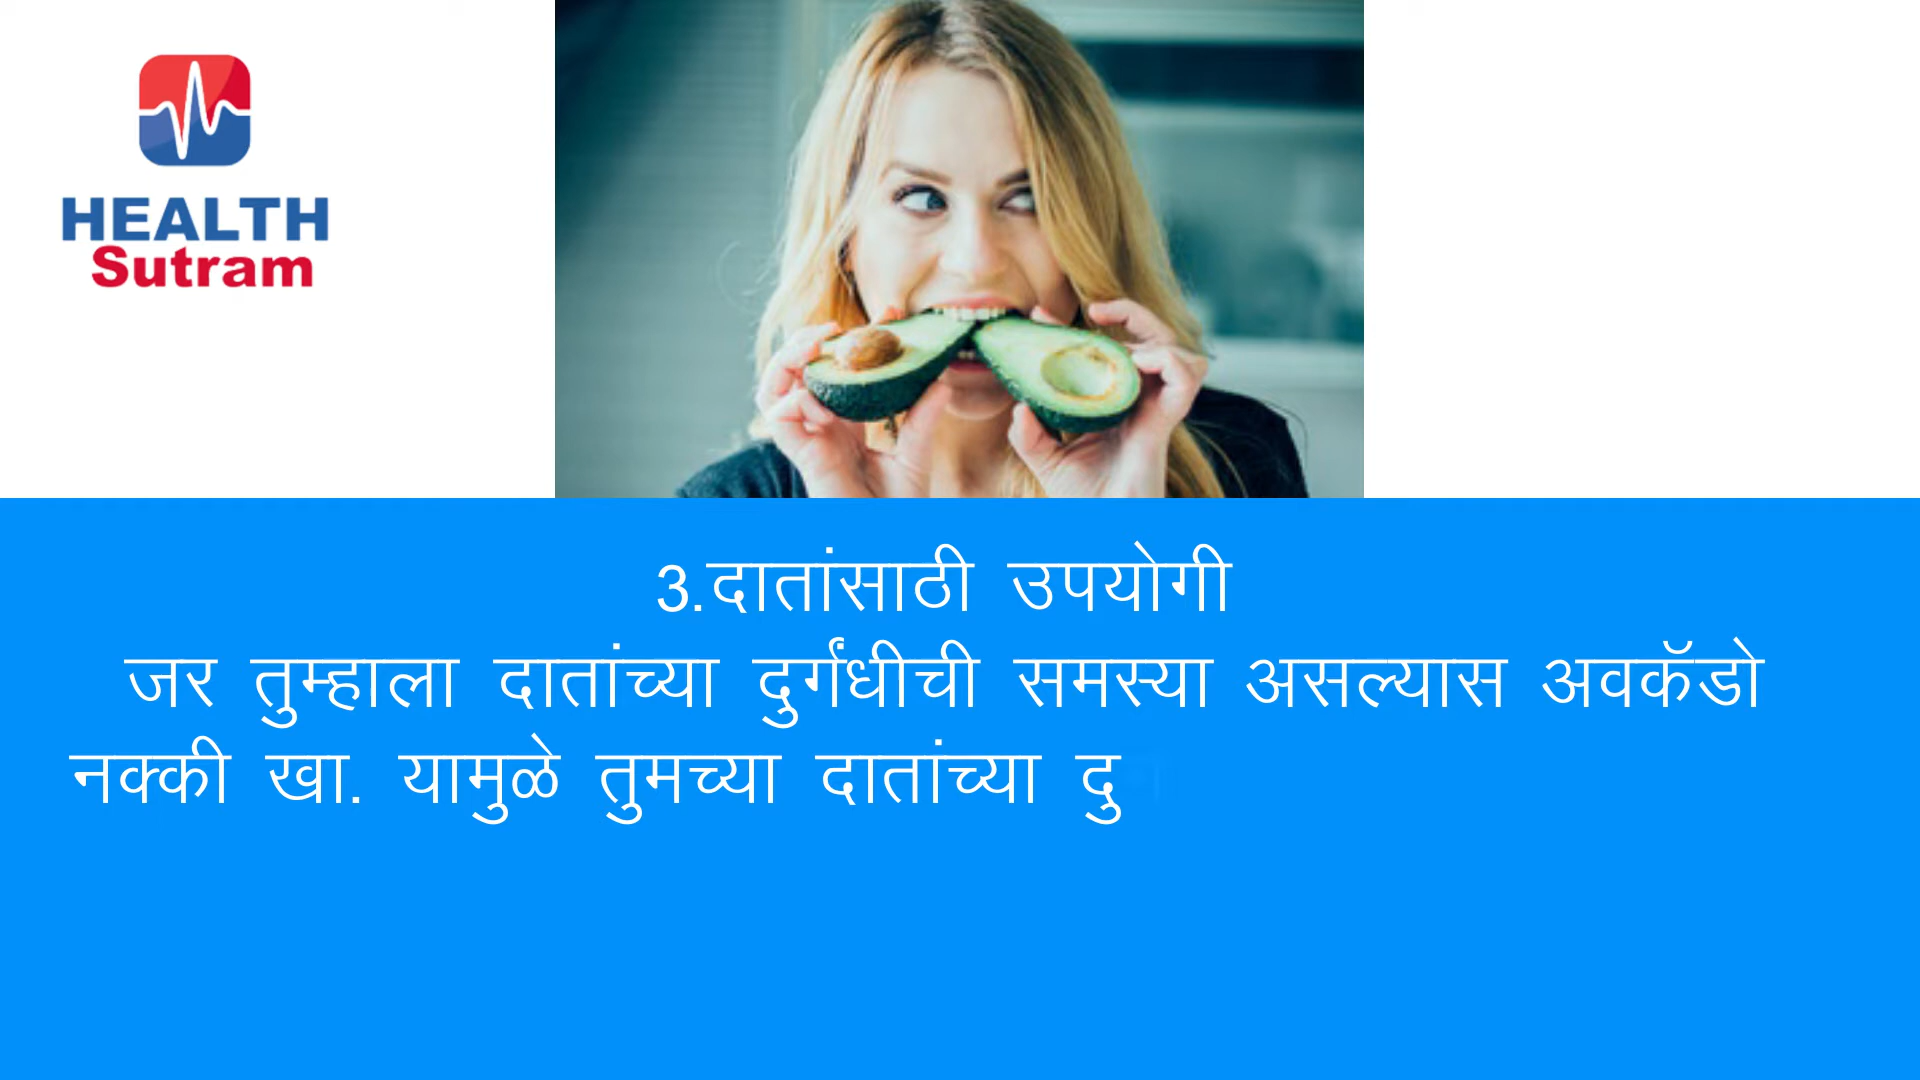 HEALTH
Sutram
3.दातांसाठी उपयोगी
जर तुम्हाला दातांच्या दुर्गंधीची समस्या असल्यास अवकॅडो
नक्की खा. यामुळे तुमच्या दातांच्या दु